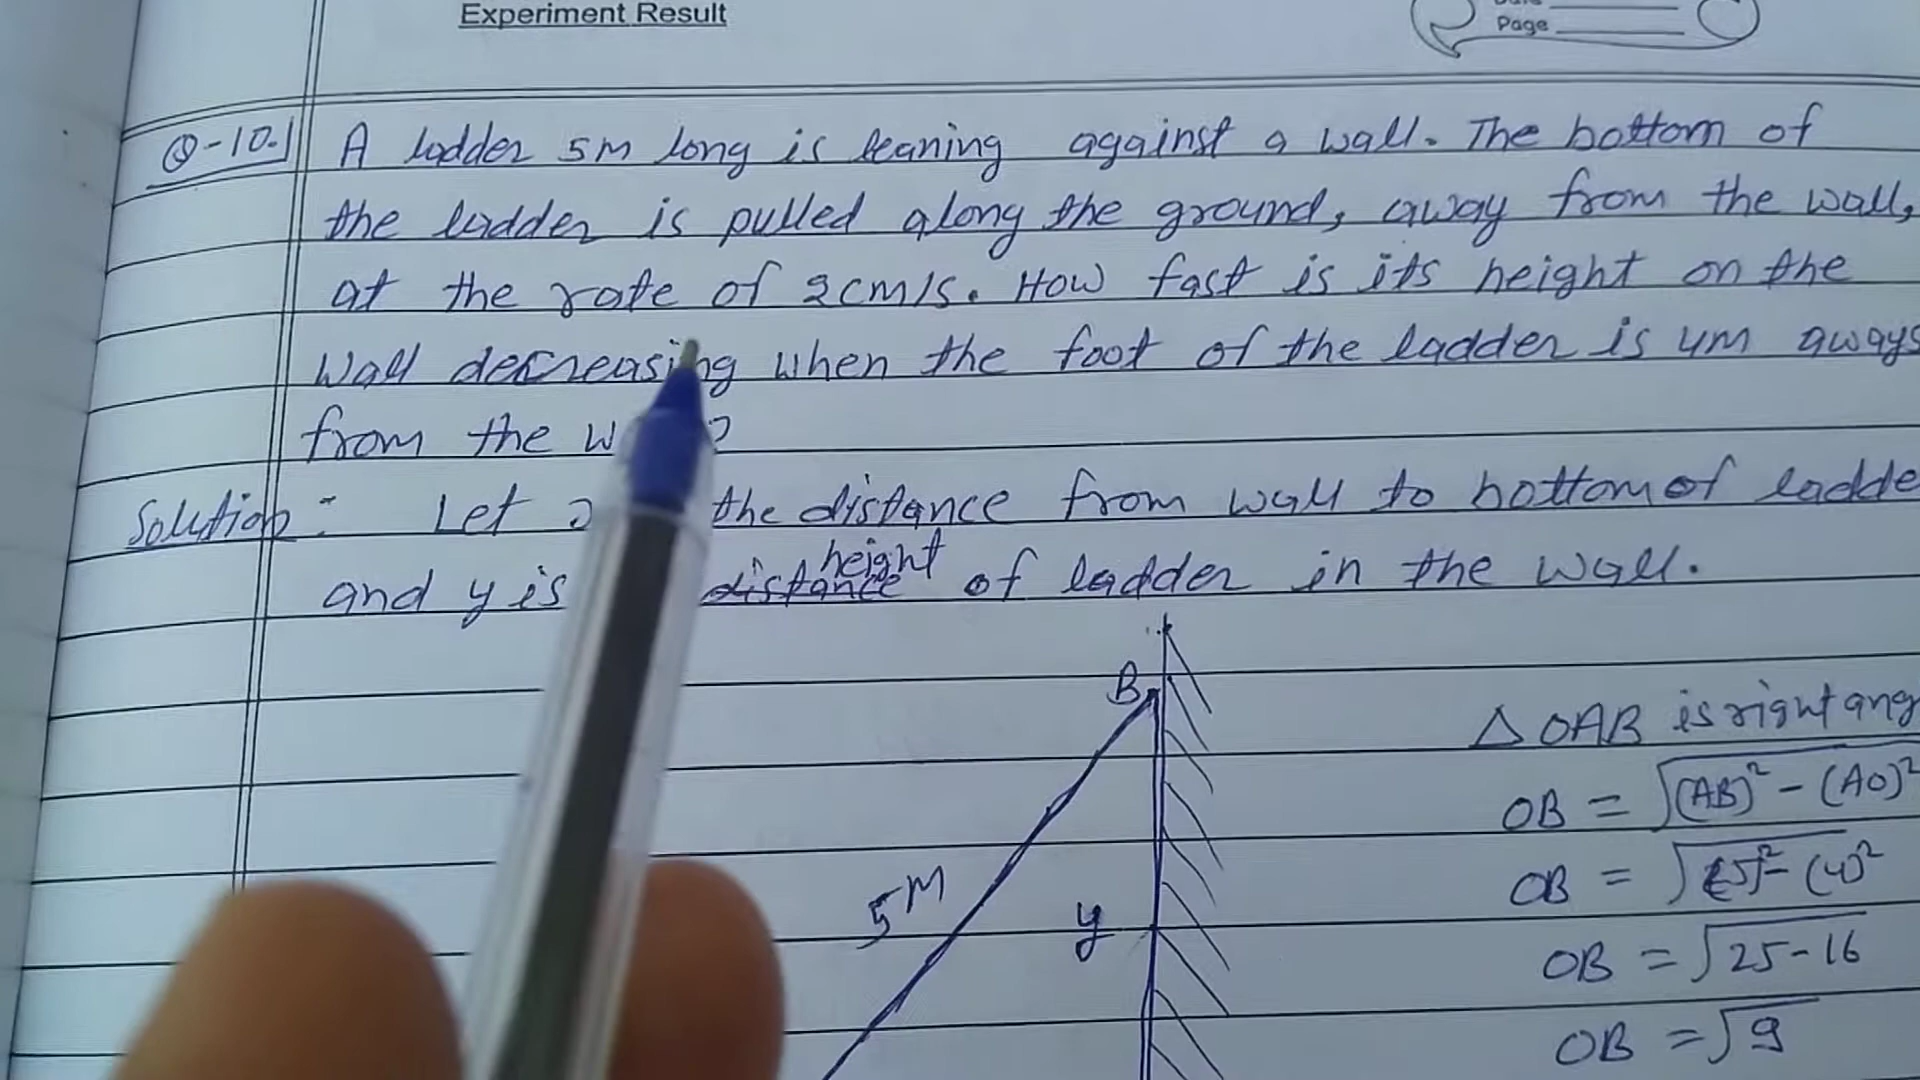 Experiment Result
Page
Q-10.
A ladder 5M long is leaning against a wall. The bottom of
the ladder is pulled along the ground, away from the wall,
at the rate of 2cm/s. How fast is its height on the
wall decreasing when the foot of the ladder is 4m aways
from the w ?
Solution: Let the distance from wall to bottom of ladde
height
and y is distance of ladder in the wall.
B
△ OAB is right ang
OB = √(AB)² - (AO)²
5M
y
OB = √(5)² - (4)²
OB = √25-16
OB = √9